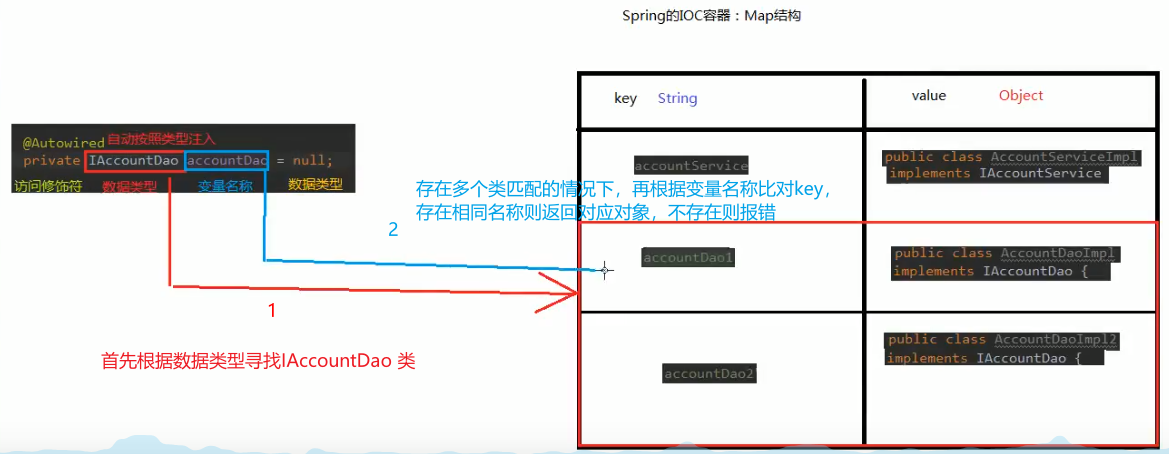 Spring的IOC容器：Map结构
key String
value Object
@Autowired 自动按照类型注入
private IAccountDao accountDao = null;
访问修饰符 数据类型 变量名称 数据类型
accountService
public class AccountServiceImpl
implements IAccountService
存在多个类匹配的情况下，再根据变量名称比对key，
存在相同名称则返回对应对象，不存在则报错
2
accountDao1
public class AccountDaoImpl
implements IAccountDao {
1
首先根据数据类型寻找IAccountDao 类
accountDao2
public class AccountDaoImpl2
implements IAccountDao {